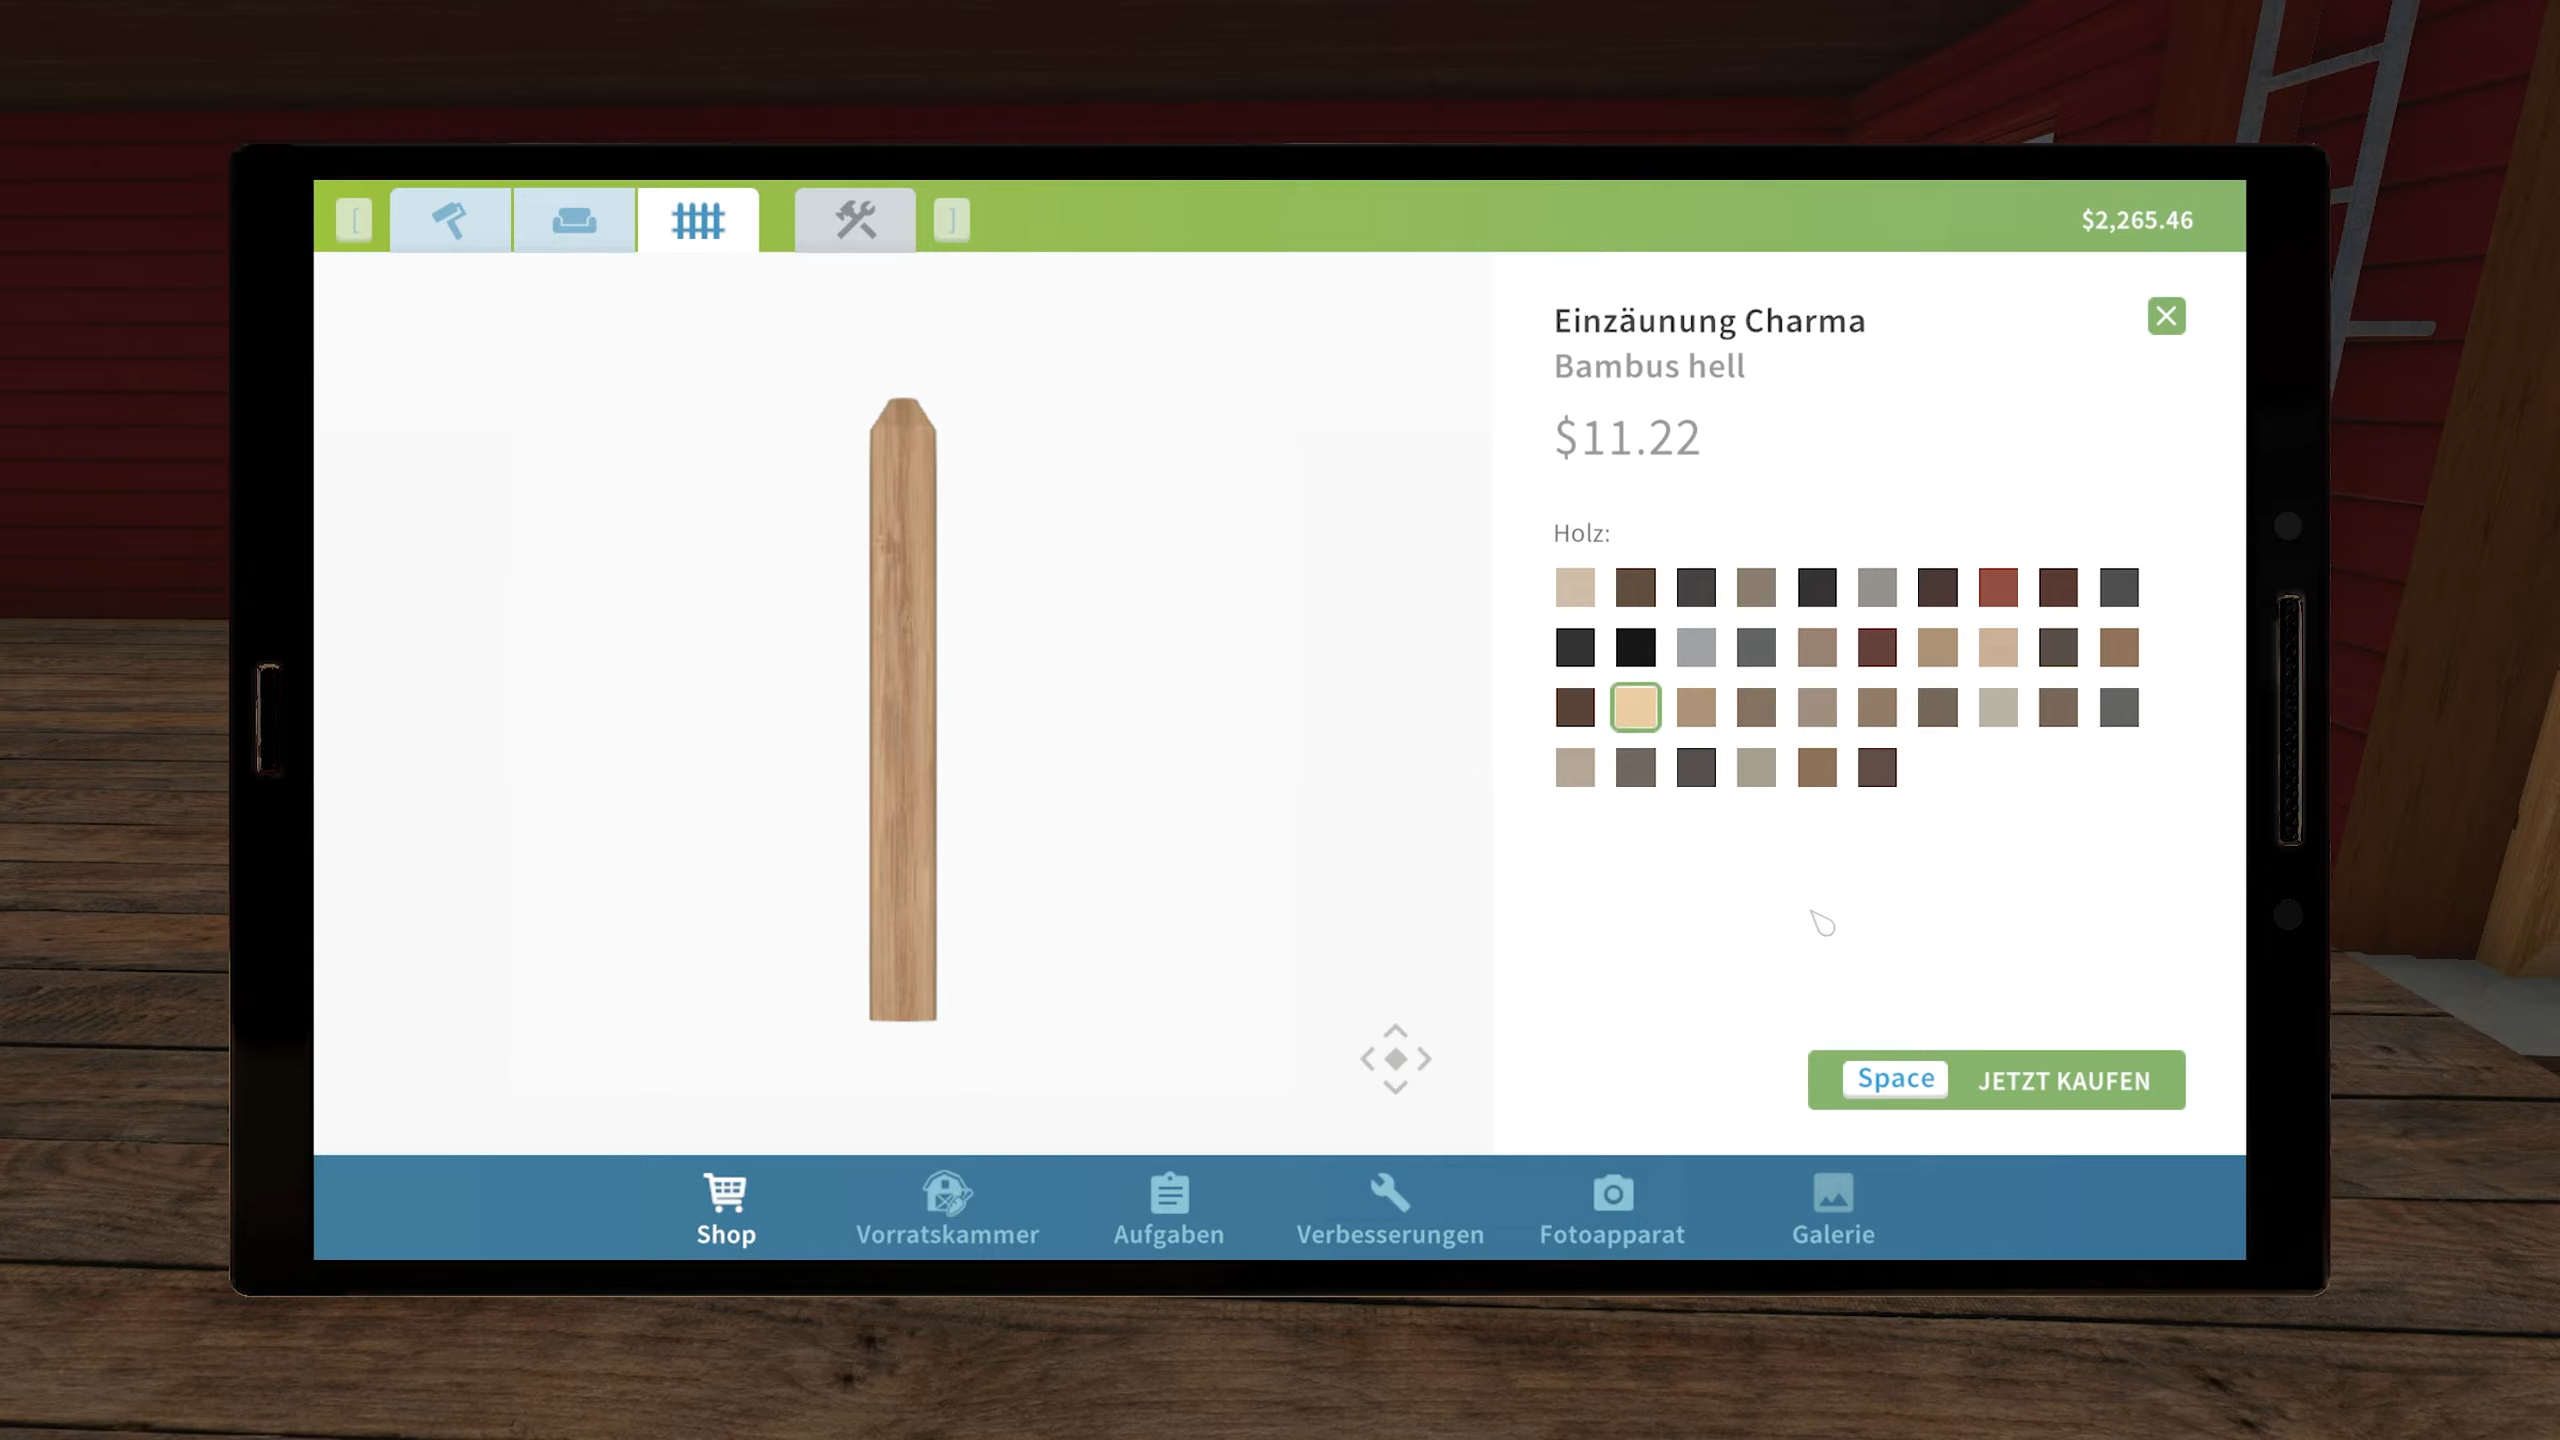 [
]
$2,265.46
Einzäunung Charma
Bambus hell
$11.22
Holz:
Space JETZT KAUFEN
Shop
Vorratskammer
Aufgaben
Verbesserungen
Fotoapparat
Galerie